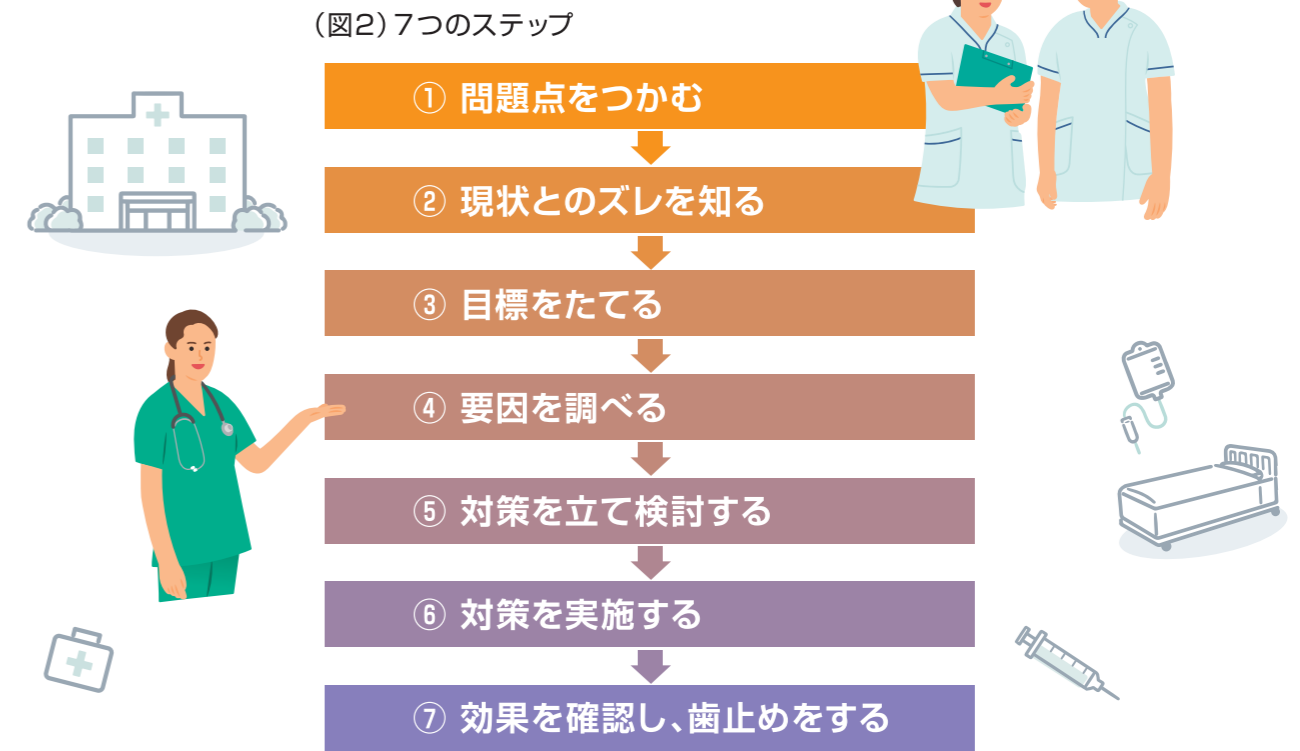 （図2）7つのステップ
① 問題点をつかむ
② 現状とのズレを知る
③ 目標をたてる
④ 要因を調べる
⑤ 対策を立て検討する
⑥ 対策を実施する
⑦ 効果を確認し、歯止めをする